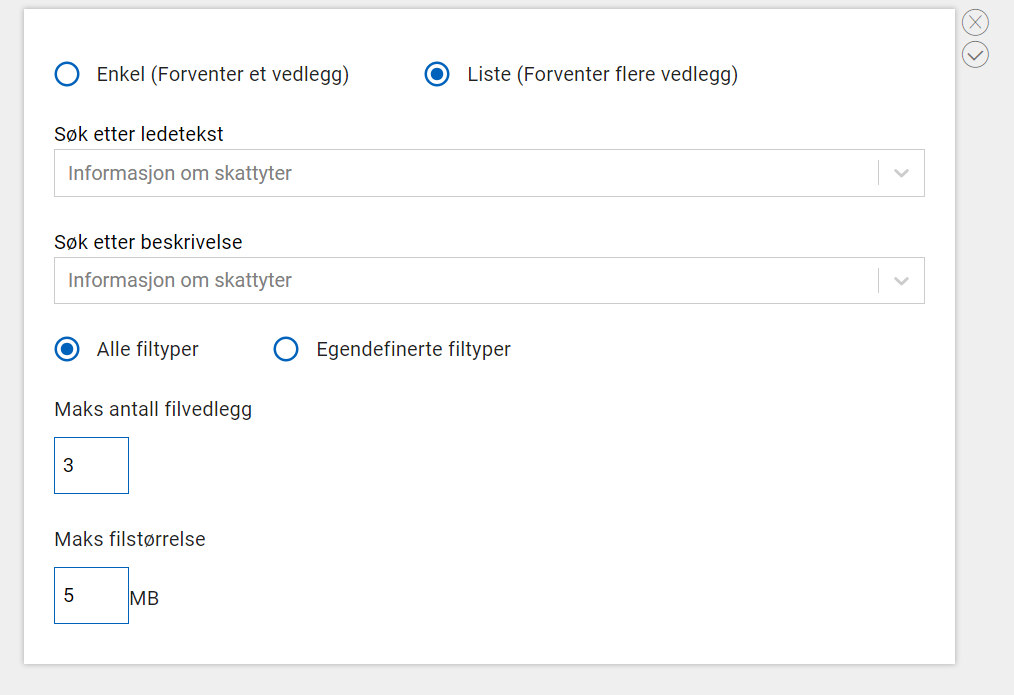 Enkel (Forventer et vedlegg) Liste (Forventer flere vedlegg)
Søk etter ledetekst
Informasjon om skattyter
Søk etter beskrivelse
Informasjon om skattyter
Alle filtyper Egendefinerte filtyper
Maks antall filvedlegg
3
Maks filstørrelse
5 MB